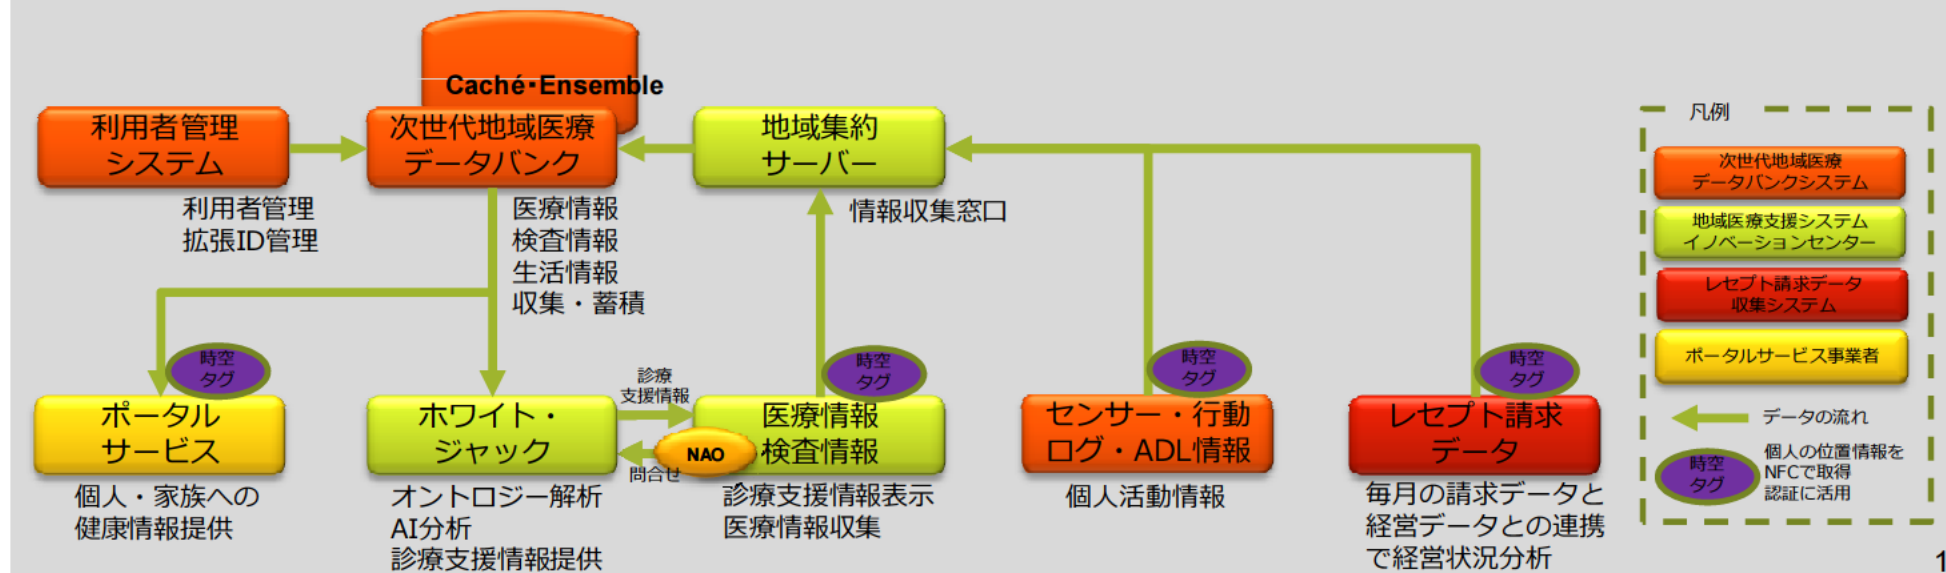 Caché･Ensemble
利用者管理
システム
次世代地域医療
データバンク
地域集約
サーバー
利用者管理
拡張ID管理
医療情報
検査情報
生活情報
収集・蓄積
情報収集窓口
時空
タグ
ポータル
サービス
個人・家族への
健康情報提供
ホワイト・
ジャック
オントロジー解析
AI分析
診療支援情報提供
診療
支援情報
NAO
問合せ
時空
タグ
医療情報
検査情報
診療支援情報表示
医療情報収集
時空
タグ
センサー・行動
ログ・ADL情報
個人活動情報
時空
タグ
レセプト請求
データ
毎月の請求データと
経営データとの連携
で経営状況分析
凡例
次世代地域医療
データバンクシステム
地域医療支援システム
イノベーションセンター
レセプト請求データ
収集システム
ポータルサービス事業者
データの流れ
時空
タグ
個人の位置情報を
NFCで取得
認証に活用
1